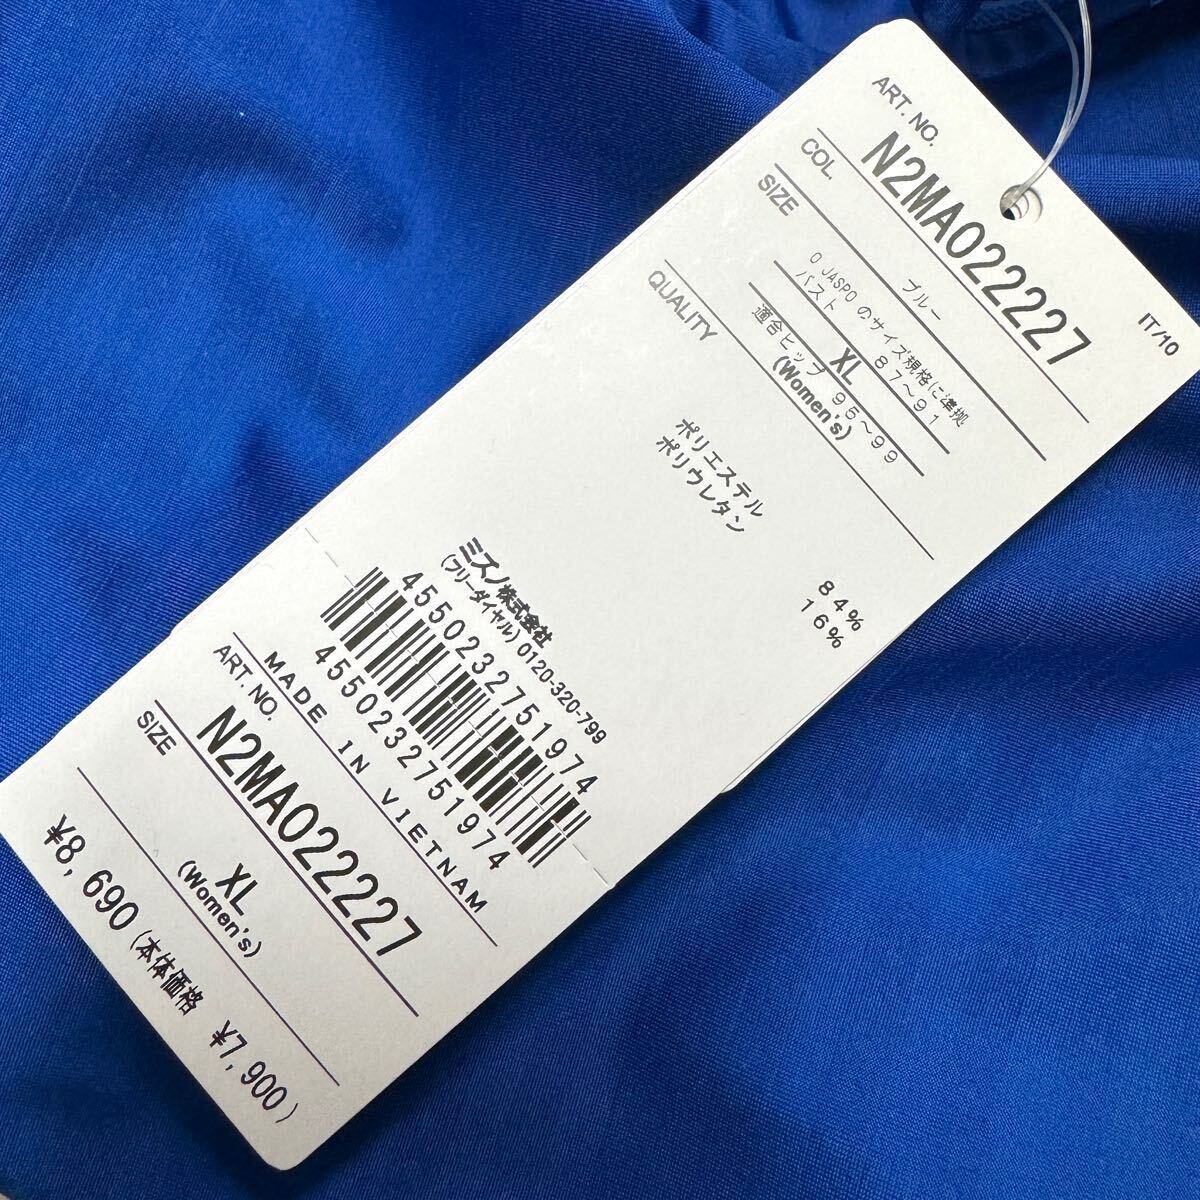 IT/10
ART. NO.
N2MA022227
COL.
ブルー
SIZE
O JASPO のサイズ規格に準拠
バスト 87~91
XL
適合ヒップ 95~99
(Women's)
QUALITY
ポリエステル 84%
ポリウレタン 16%
ミズノ株式会社
(フリーダイヤル) 0120-320-799
4550232751974
4550232751974
MADE IN VIETNAM
ART. NO.
N2MA022227
SIZE
XL
(Women's)
¥8,690 (本体価格 ¥7,900)